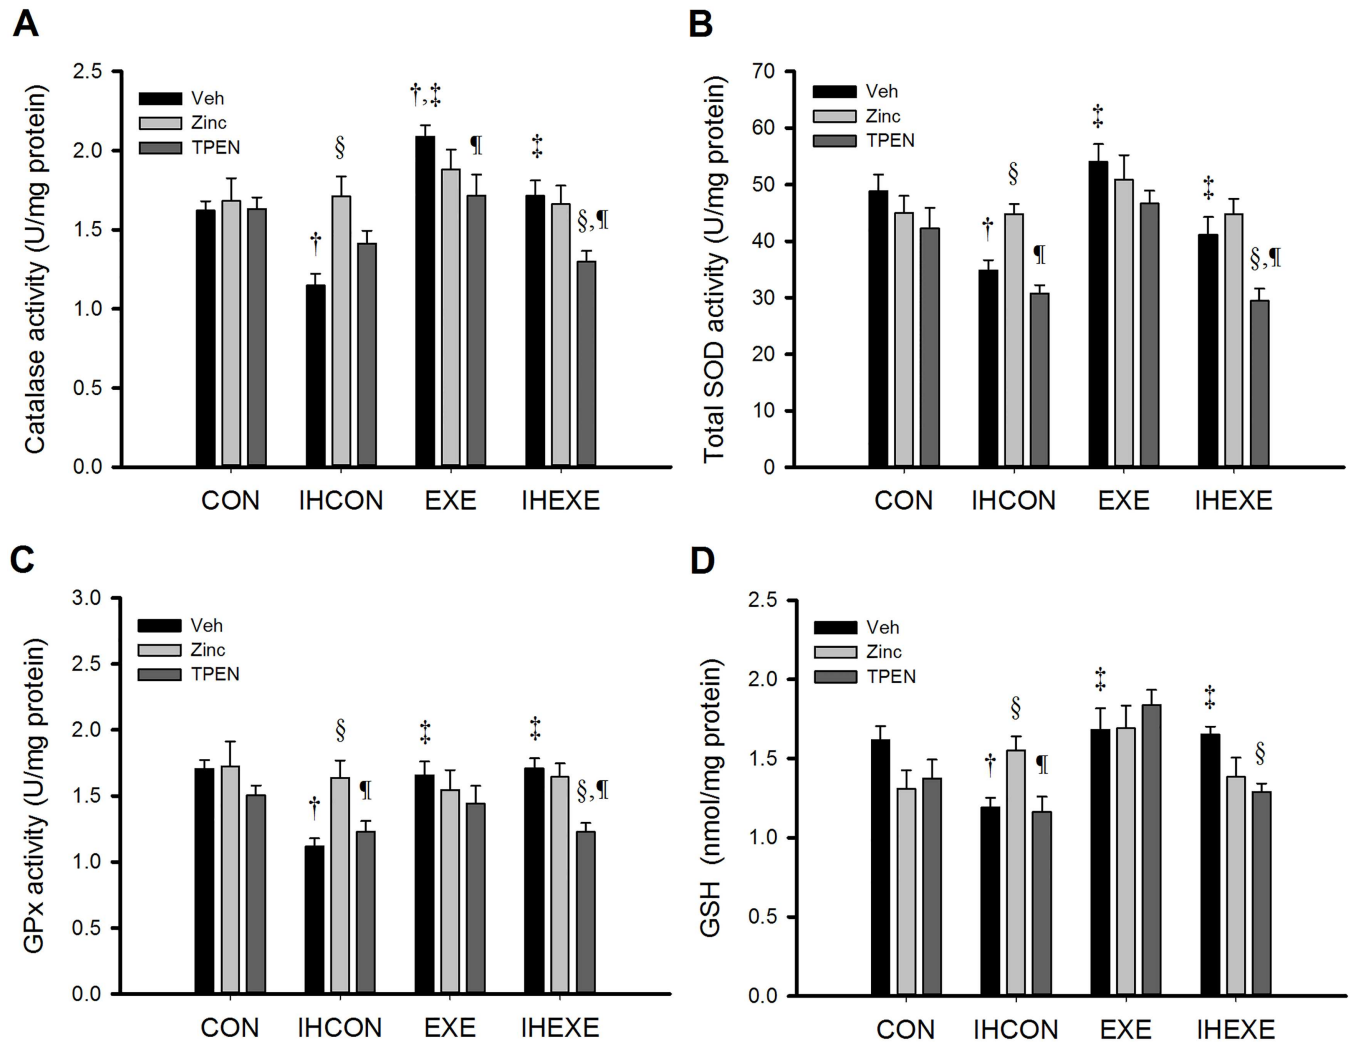 A
Catalase activity (U/mg protein)
2.5
2.0
1.5
1.0
0.5
0.0
Veh
Zinc
TPEN
†
§
†,‡
¶
‡
§,¶
CON IHCON EXE IHEXE
B
Total SOD activity (U/mg protein)
70
60
50
40
30
20
10
0
Veh
Zinc
TPEN
†
§
¶
‡
‡
§,¶
CON IHCON EXE IHEXE
C
GPx activity (U/mg protein)
3.0
2.5
2.0
1.5
1.0
0.5
0.0
Veh
Zinc
TPEN
†
§
¶
‡
‡
§,¶
CON IHCON EXE IHEXE
D
GSH (nmol/mg protein)
2.5
2.0
1.5
1.0
0.5
0.0
Veh
Zinc
TPEN
†
§
¶
‡
‡
§
CON IHCON EXE IHEXE